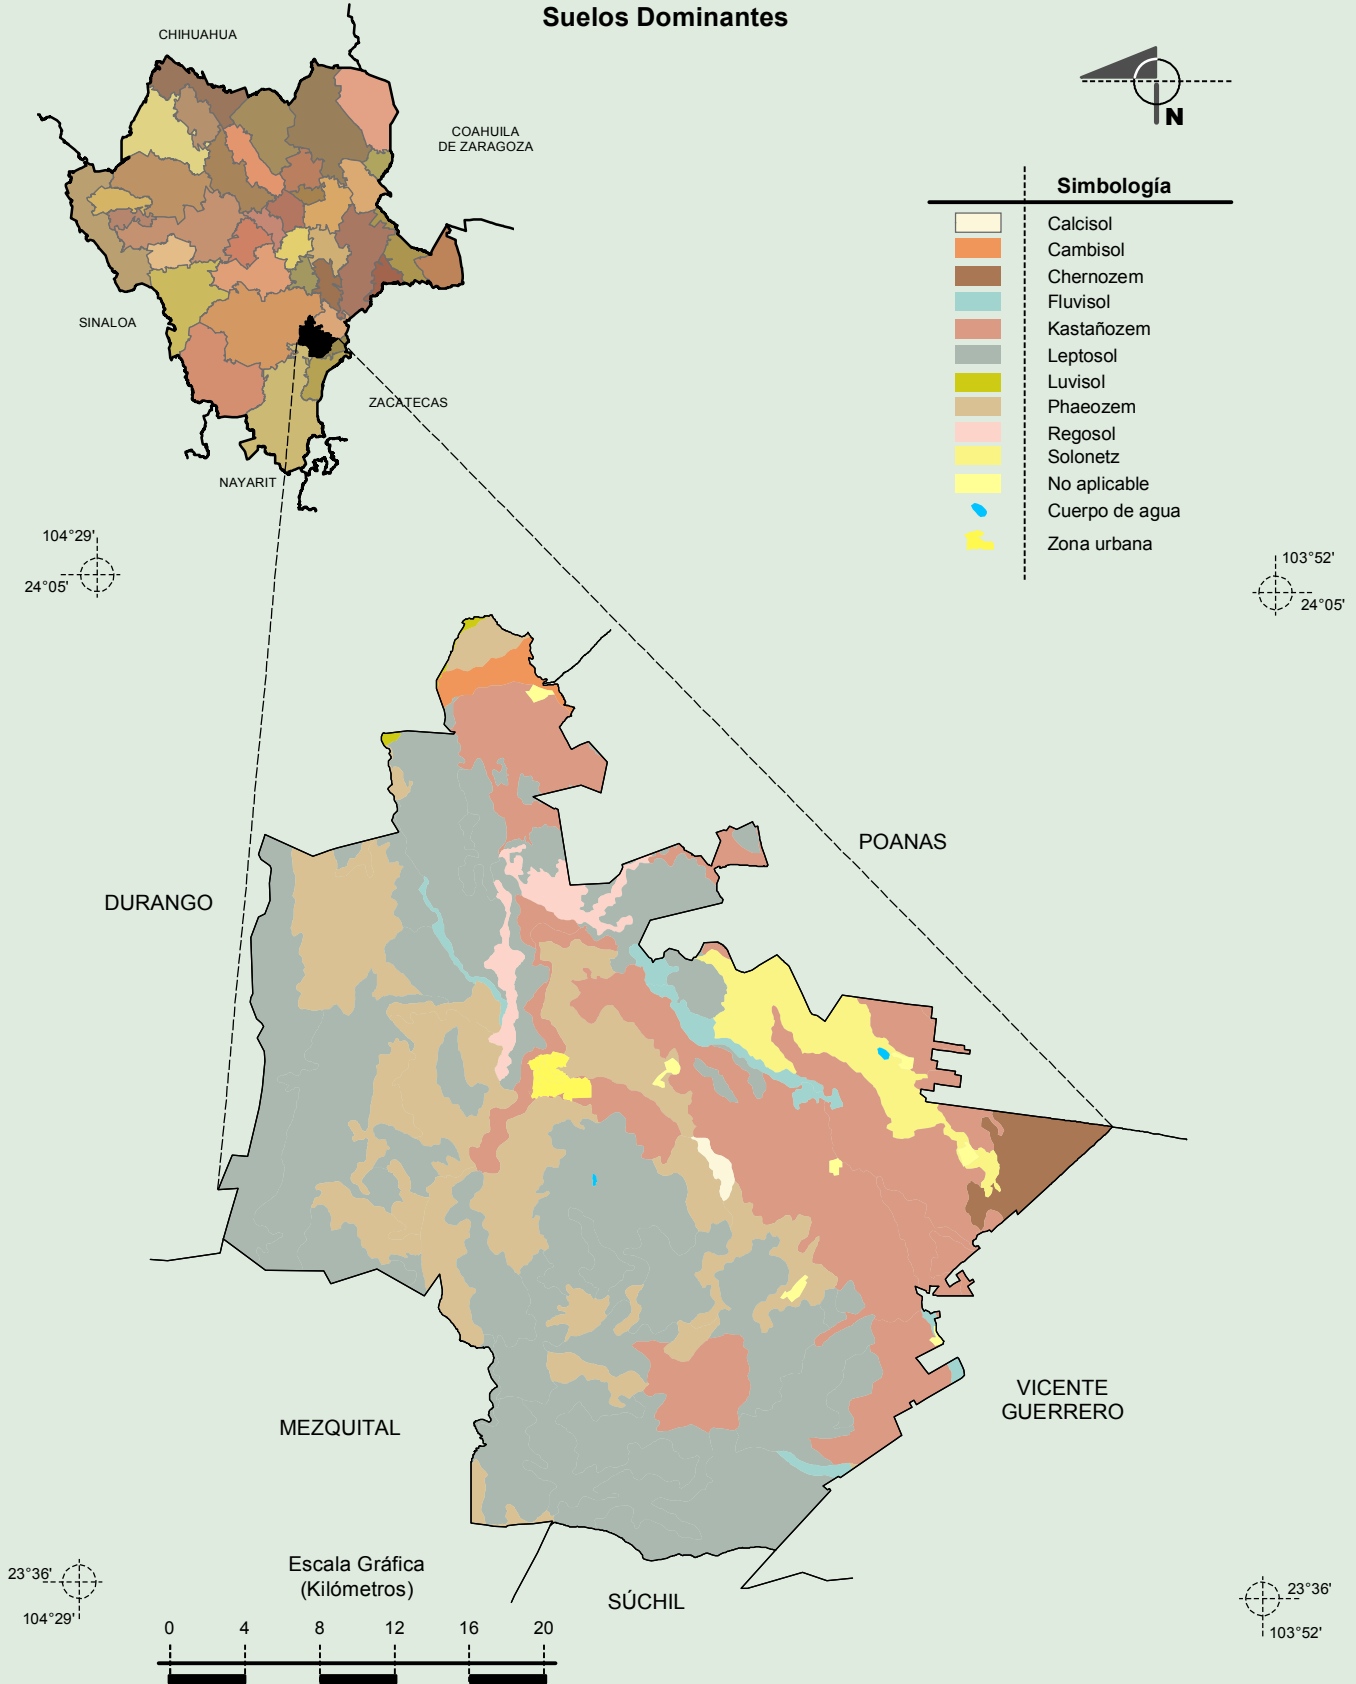 Suelos Dominantes
CHIHUAHUA
COAHUILA
DE ZARAGOZA
SINALOA
ZACATECAS
NAYARIT
N
Simbología
Calcisol
Cambisol
Chernozem
Fluvisol
Kastañozem
Leptosol
Luvisol
Phaeozem
Regosol
Solonetz
No aplicable
Cuerpo de agua
Zona urbana
104°29'
24°05'
103°52'
24°05'
POANAS
DURANGO
VICENTE
GUERRERO
MEZQUITAL
SÚCHIL
23°36'
104°29'
23°36'
103°52'
Escala Gráfica
(Kilómetros)
0 4 8 12 16 20